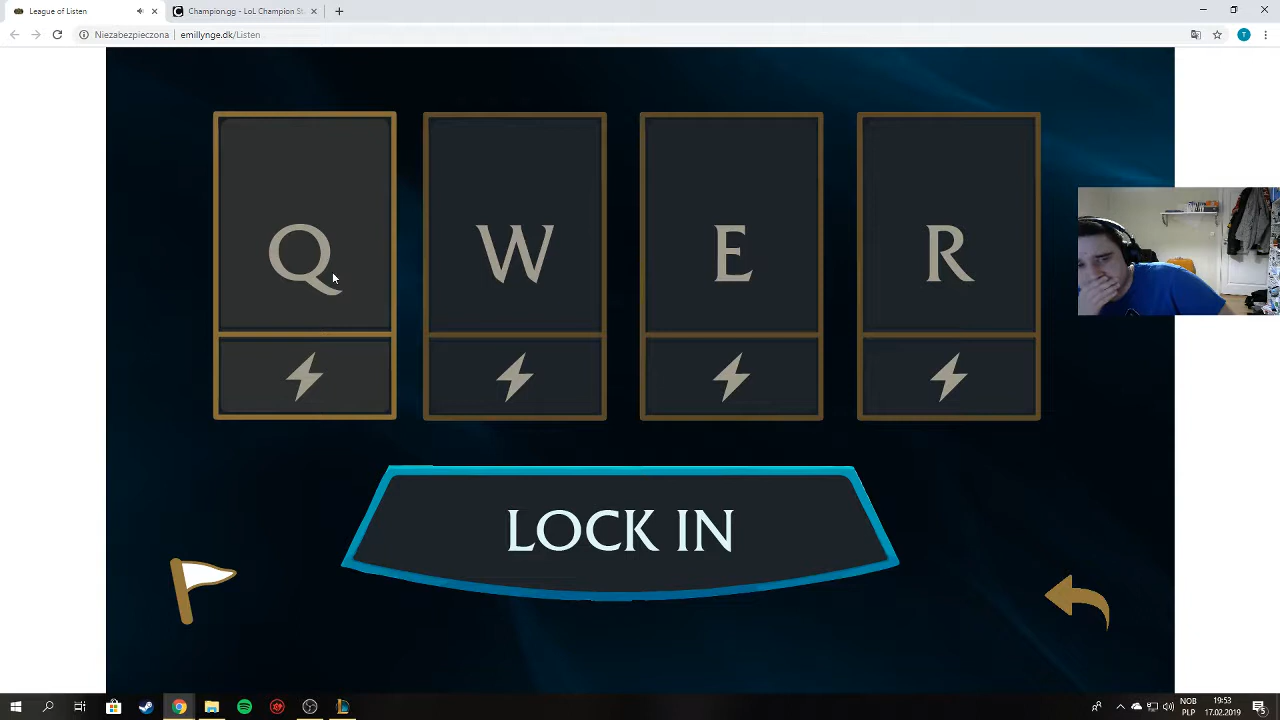 League of Listen
Champion.gg - LoL Champion St
Niezabezpieczona
emillynge.dk/Listen
T
Q
W
E
R
LOCK IN
NOB
PLP
19:53
17.02.2019
5